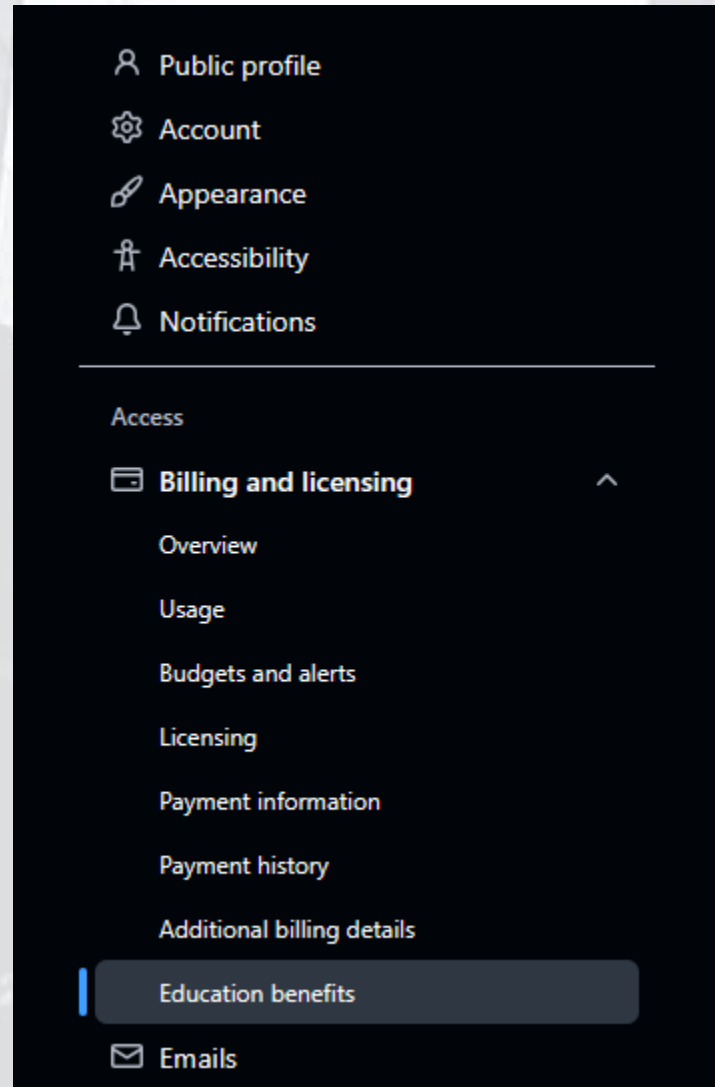 Public profile
Account
Appearance
Accessibility
Notifications
Access
Billing and licensing
Overview
Usage
Budgets and alerts
Licensing
Payment information
Payment history
Additional billing details
Education benefits
Emails